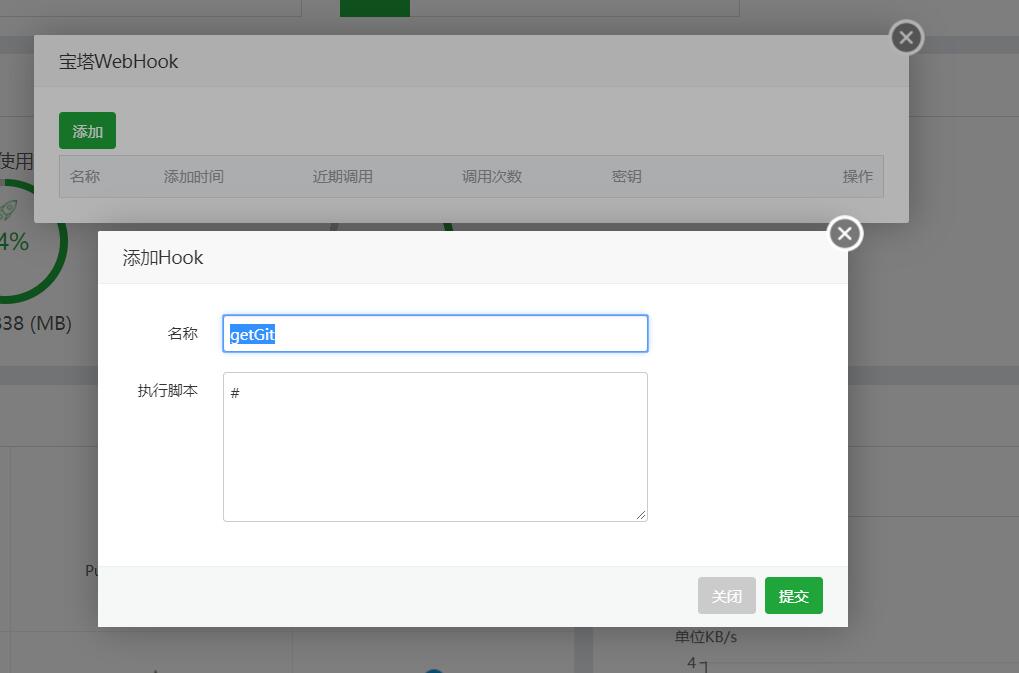 宝塔WebHook
添加
名称 添加时间 近期调用 调用次数 密钥 操作
使用
4%
添加Hook
338 (MB)
名称 getGit
执行脚本 #
关闭 提交
单位KB/s
4